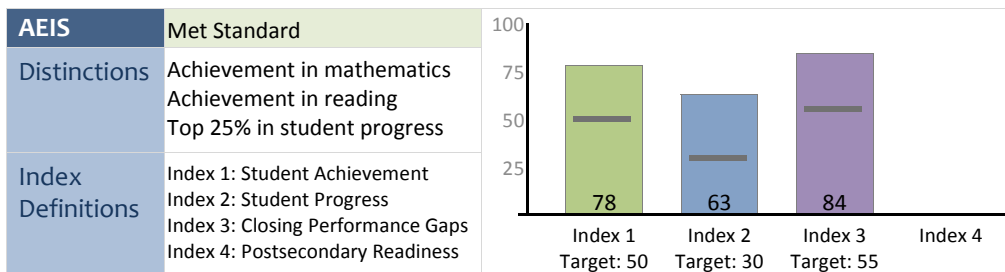 AEIS
Met Standard
Distinctions
Achievement in mathematics
Achievement in reading
Top 25% in student progress
Index
Definitions
Index 1: Student Achievement
Index 2: Student Progress
Index 3: Closing Performance Gaps
Index 4: Postsecondary Readiness
100
75
50
25
78
63
84
Index 1
Target: 50
Index 2
Target: 30
Index 3
Target: 55
Index 4